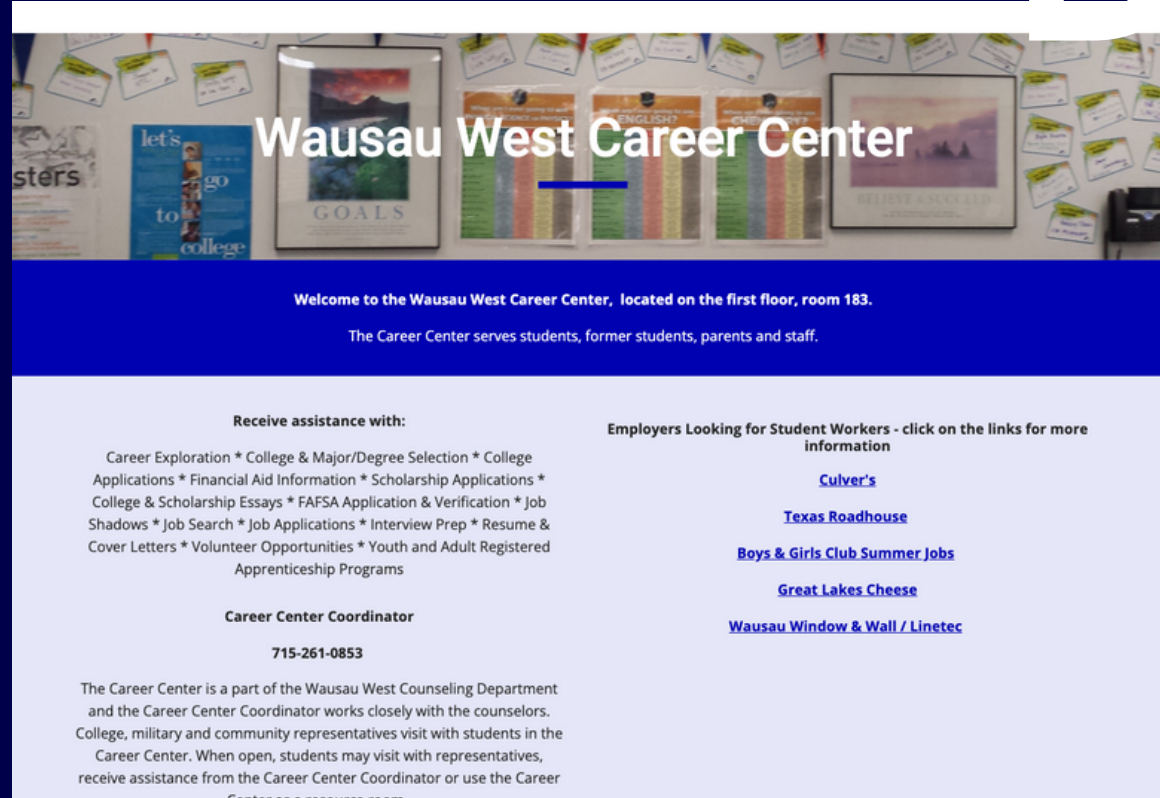 let's
go
to
college
sters
GOALS
ENGLISH?
BELIEVE & SUCCEED
Wausau West Career Center
Welcome to the Wausau West Career Center,  located on the first floor, room 183.
The Career Center serves students, former students, parents and staff.
Receive assistance with:
Career Exploration * College & Major/Degree Selection * College
Applications * Financial Aid Information * Scholarship Applications *
College & Scholarship Essays * FAFSA Application & Verification * Job
Shadows * Job Search * Job Applications * Interview Prep * Resume &
Cover Letters * Volunteer Opportunities * Youth and Adult Registered
Apprenticeship Programs
Career Center Coordinator
715-261-0853
The Career Center is a part of the Wausau West Counseling Department
and the Career Center Coordinator works closely with the counselors.
College, military and community representatives visit with students in the
Career Center. When open, students may visit with representatives,
receive assistance from the Career Center Coordinator or use the Career
Employers Looking for Student Workers - click on the links for more
information
Culver's
Texas Roadhouse
Boys & Girls Club Summer Jobs
Great Lakes Cheese
Wausau Window & Wall / Linetec